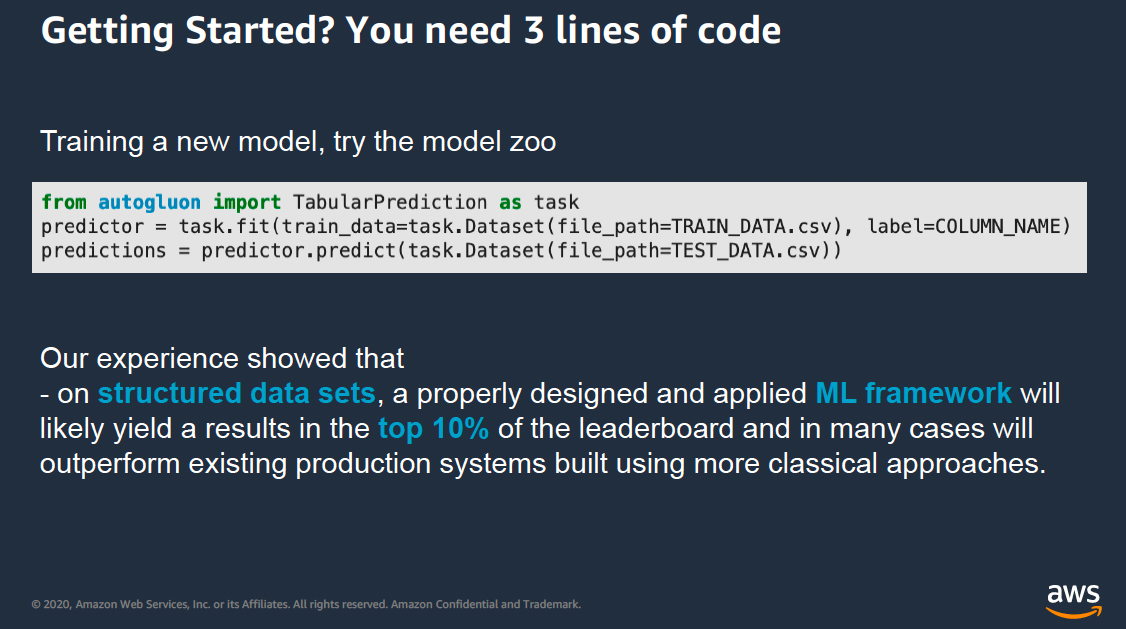 Getting Started? You need 3 lines of code
Training a new model, try the model zoo
from autogluon import TabularPrediction as task
predictor = task.fit(train_data=task.Dataset(file_path=TRAIN_DATA.csv), label=COLUMN_NAME)
predictions = predictor.predict(task.Dataset(file_path=TEST_DATA.csv))
Our experience showed that
- on structured data sets, a properly designed and applied ML framework will
likely yield a results in the top 10% of the leaderboard and in many cases will
outperform existing production systems built using more classical approaches.
© 2020, Amazon Web Services, Inc. or its Affiliates. All rights reserved. Amazon Confidential and Trademark.
aws